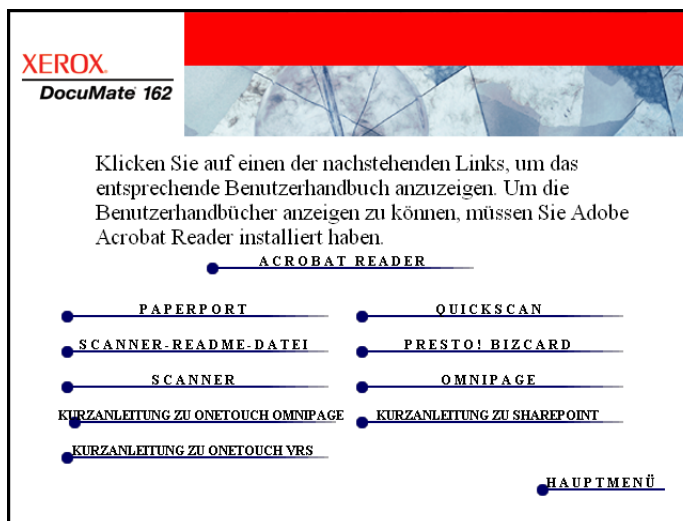 XEROX.
DocuMate 162
Klicken Sie auf einen der nachstehenden Links, um das
entsprechende Benutzerhandbuch anzuzeigen. Um die
Benutzerhandbücher anzeigen zu können, müssen Sie Adobe
Acrobat Reader installiert haben.
ACROBAT READER
PAPERPORT
QUICKSCAN
SCANNER-README-DATEI
PRESTO! BIZCARD
SCANNER
OMNIPAGE
KURZANLEITUNG ZU ONETOUCH OMNIPAGE
KURZANLEITUNG ZU SHAREPOINT
KURZANLEITUNG ZU ONETOUCH VRS
HAUPTMENÜ